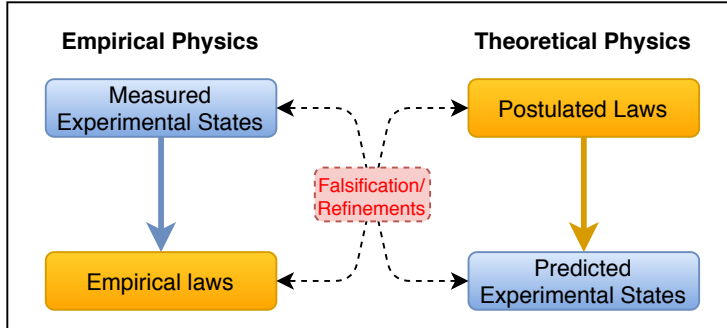 Empirical Physics
Theoretical Physics
Measured
Experimental States
Postulated Laws
Falsification/
Refinements
Empirical laws
Predicted
Experimental States